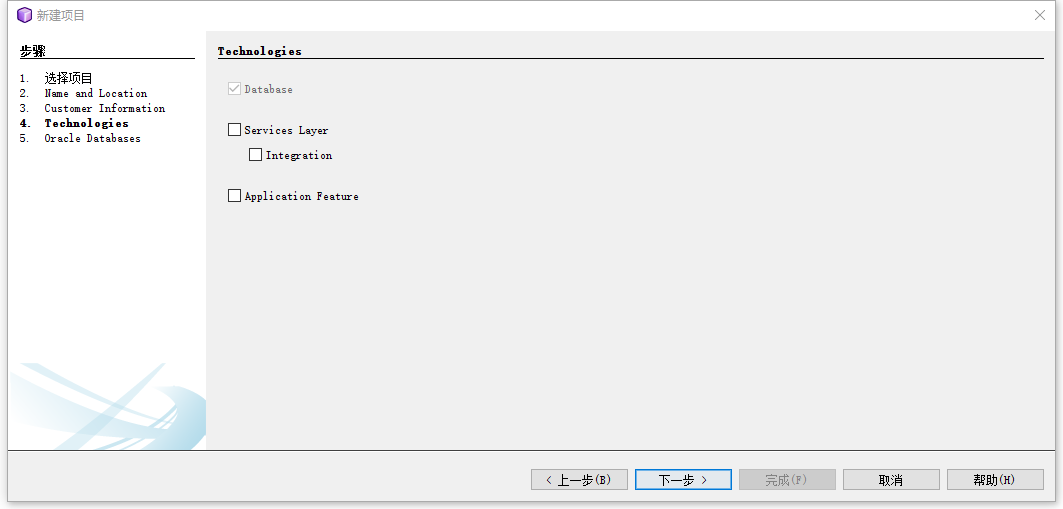 新建项目
步骤
1. 选择项目
2. Name and Location
3. Customer Information
4. Technologies
5. Oracle Databases
Technologies
Database
Services Layer
Integration
Application Feature
< 上一步(B)
下一步 >
完成(F)
取消
帮助(H)